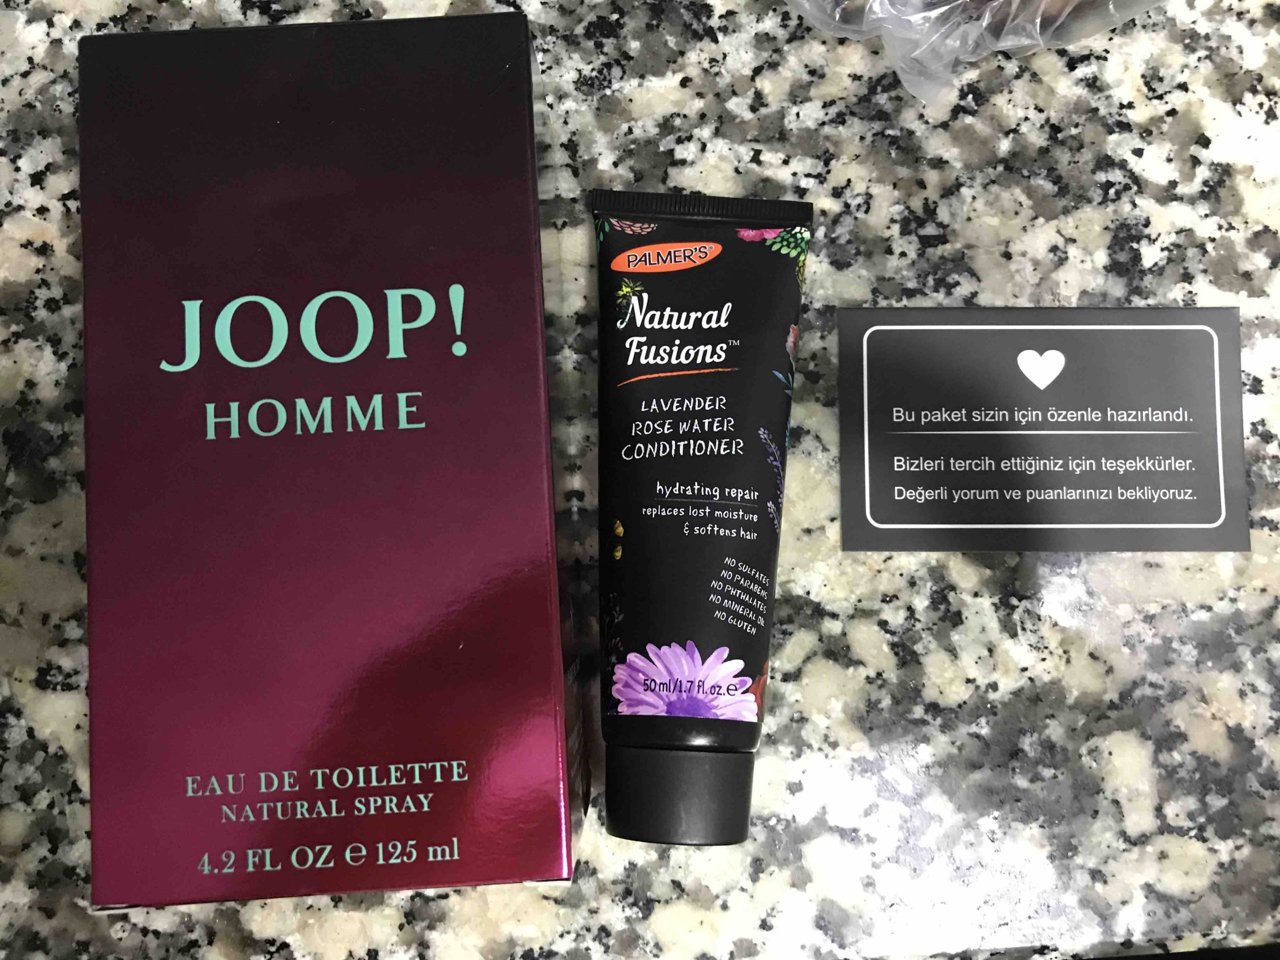 JOOP!
HOMME
EAU DE TOILETTE
NATURAL SPRAY
4.2 FL OZ e 125 ml
PALMER'S®
Natural
Fusions™
LAVENDER
ROSE WATER
CONDITIONER
hydrating repair
replaces lost moisture
& softens hair
NO SULFATES
NO PARABENS
NO PHTHALATES
NO MINERAL OIL
NO GLUTEN
50 ml/1.7 fl. oz. e
Bu paket sizin için özenle hazırlandı.
Bizleri tercih ettiğiniz için teşekkürler.
Değerli yorum ve puanlarınızı bekliyoruz.